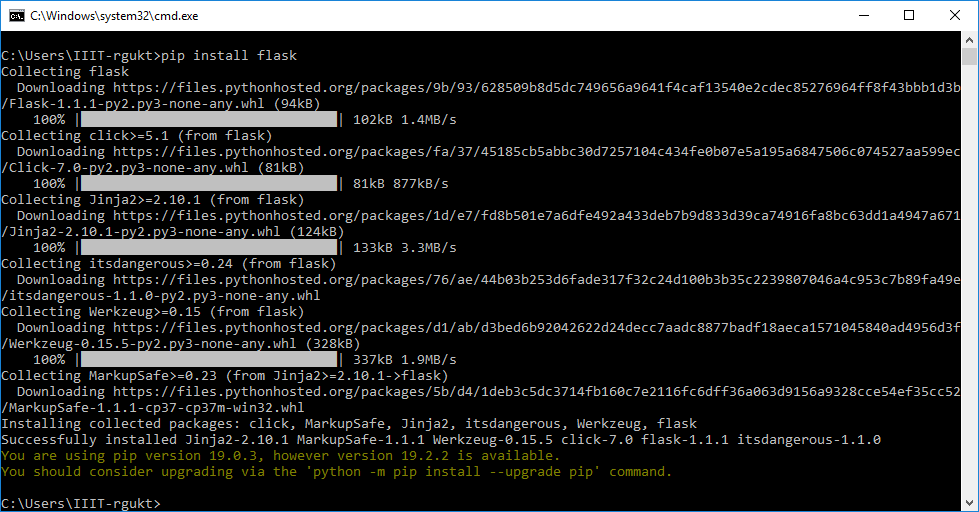 C:\Windows\system32\cmd.exe
C:\Users\IIIT-rgukt>pip install flask
Collecting flask
  Downloading https://files.pythonhosted.org/packages/9b/93/628509b8d5dc749656a9641f4caf13540e2cdec85276964ff8f43bbb1d3b
/Flask-1.1.1-py2.py3-none-any.whl (94kB)
    100% || 102kB 1.4MB/s
Collecting click>=5.1 (from flask)
  Downloading https://files.pythonhosted.org/packages/fa/37/45185cb5abbc30d7257104c434fe0b07e5a195a6847506c074527aa599ec
/Click-7.0-py2.py3-none-any.whl (81kB)
    100% || 81kB 877kB/s
Collecting Jinja2>=2.10.1 (from flask)
  Downloading https://files.pythonhosted.org/packages/1d/e7/fd8b501e7a6dfe492a433deb7b9d833d39ca74916fa8bc63dd1a4947a671
/Jinja2-2.10.1-py2.py3-none-any.whl (124kB)
    100% || 133kB 3.3MB/s
Collecting itsdangerous>=0.24 (from flask)
  Downloading https://files.pythonhosted.org/packages/76/ae/44b03b253d6fade317f32c24d100b3b35c2239807046a4c953c7b89fa49e
/itsdangerous-1.1.0-py2.py3-none-any.whl
Collecting Werkzeug>=0.15 (from flask)
  Downloading https://files.pythonhosted.org/packages/d1/ab/d3bed6b92042622d24decc7aadc8877badf18aeca1571045840ad4956d3f
/Werkzeug-0.15.5-py2.py3-none-any.whl (328kB)
    100% || 337kB 1.9MB/s
Collecting MarkupSafe>=0.23 (from Jinja2>=2.10.1->flask)
  Downloading https://files.pythonhosted.org/packages/5b/d4/1deb3c5dc3714fb160c7e2116fc6dff36a063d9156a9328cce54ef35cc52
/MarkupSafe-1.1.1-cp37-cp37m-win32.whl
Installing collected packages: click, MarkupSafe, Jinja2, itsdangerous, Werkzeug, flask
Successfully installed Jinja2-2.10.1 MarkupSafe-1.1.1 Werkzeug-0.15.5 click-7.0 flask-1.1.1 itsdangerous-1.1.0
You are using pip version 19.0.3, however version 19.2.2 is available.
You should consider upgrading via the 'python -m pip install --upgrade pip' command.
C:\Users\IIIT-rgukt>